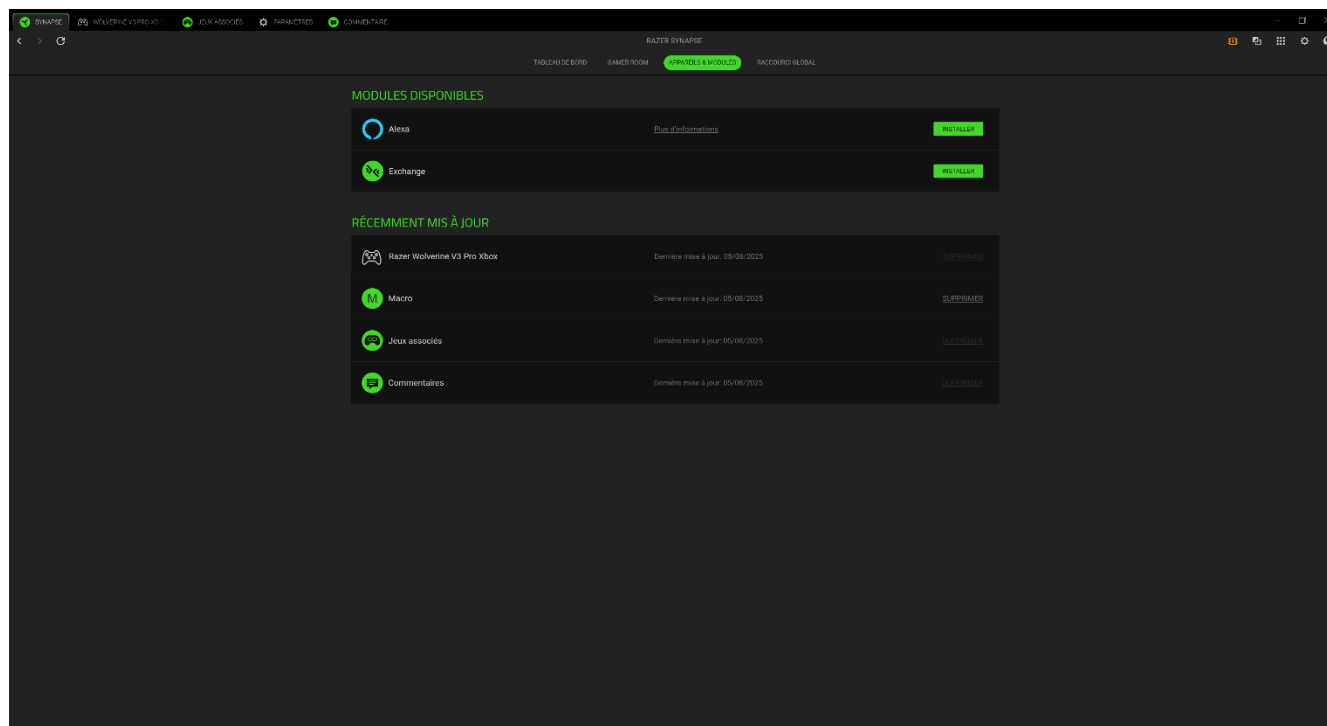 SYNAPSE WOLVERINE V3 PRO XBO JEUX ASSOCIÉS PARAMÈTRES COMMENTAIRE
RAZER SYNAPSE
TABLEAU DE BORD GAMER ROOM APPAREILS & MODULES RACCOURCI GLOBAL
MODULES DISPONIBLES
Alexa Plus d'informations INSTALLER
Exchange INSTALLER
RÉCEMMENT MIS À JOUR
Razer Wolverine V3 Pro Xbox Dernière mise à jour: 05/08/2025 SUPPRIMER
M Macro Dernière mise à jour: 05/08/2025 SUPPRIMER
Jeux associés Dernière mise à jour: 05/08/2025 SUPPRIMER
Commentaires Dernière mise à jour: 05/08/2025 SUPPRIMER